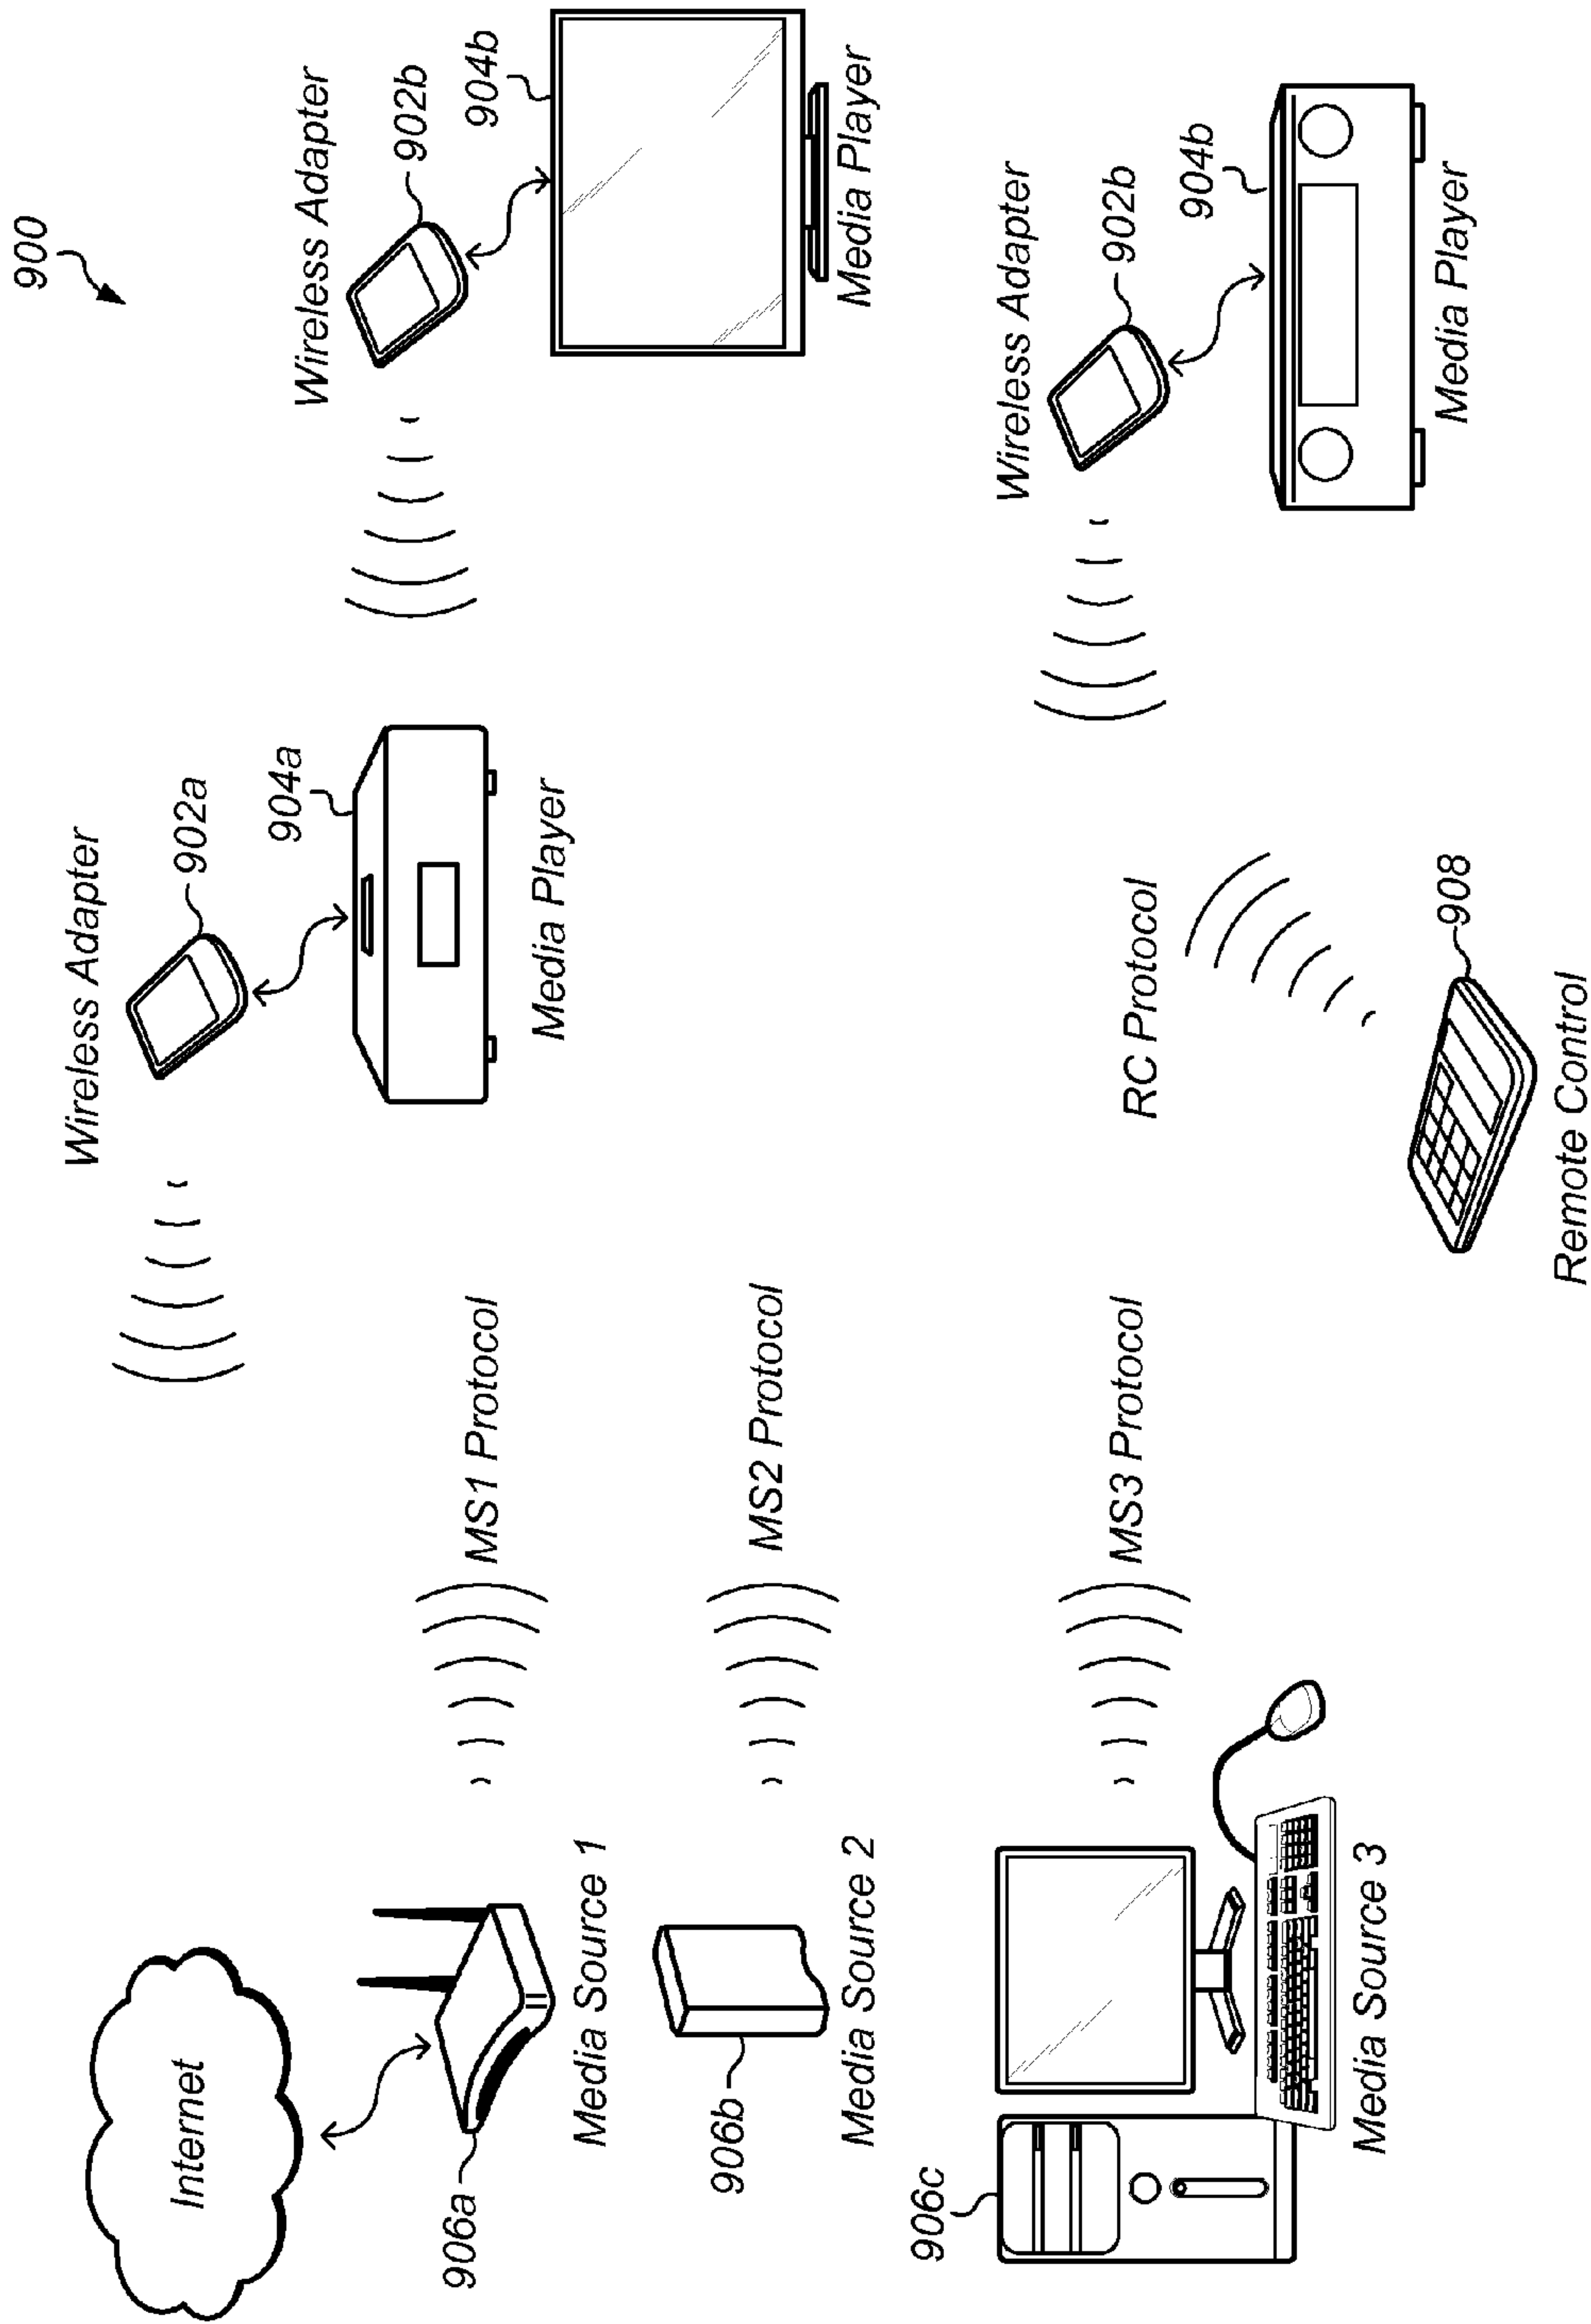 900
Wireless Adapter
902a
904a
Media Player
Wireless Adapter
902b
904b
Media Player
Internet
906a
Media Source 1
MS1 Protocol
906b
Media Source 2
MS2 Protocol
906c
Media Source 3
MS3 Protocol
RC Protocol
908
Remote Control
Wireless Adapter
902b
904b
Media Player